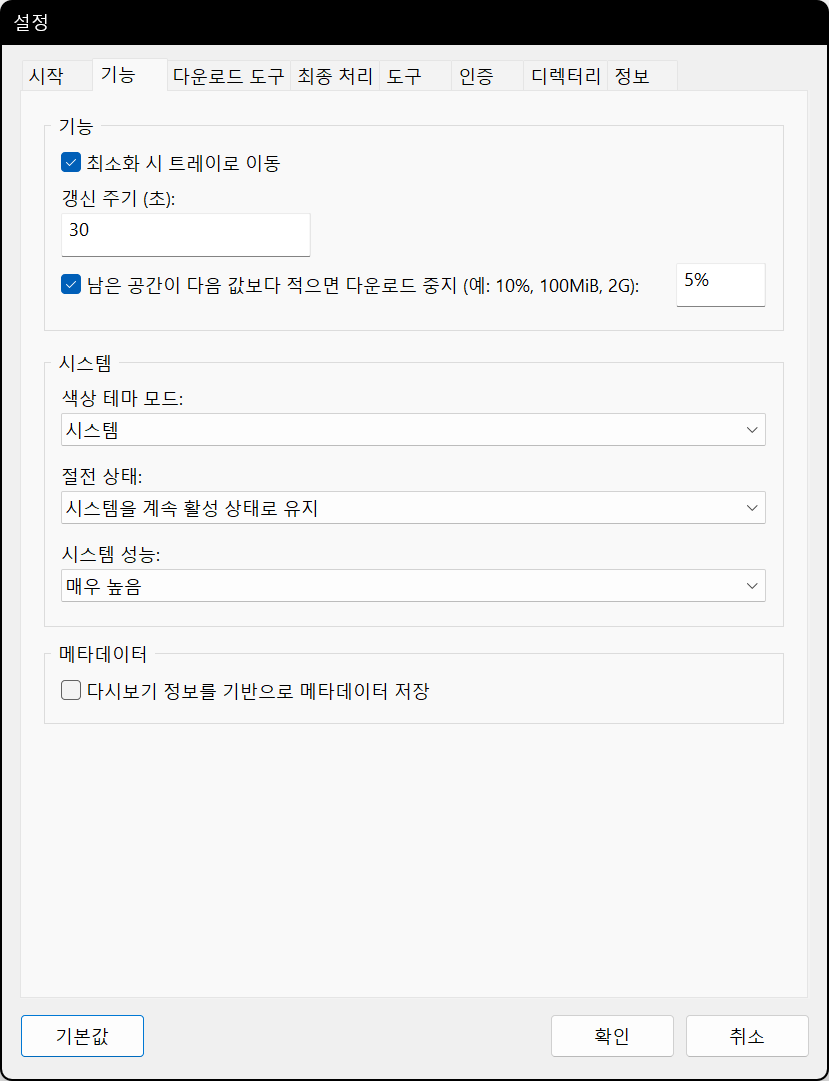 설정
시작 기능 다운로드 도구 최종 처리 도구 인증 디렉터리 정보
기능
최소화 시 트레이로 이동
갱신 주기 (초):
30
남은 공간이 다음 값보다 적으면 다운로드 중지 (예: 10%, 100MiB, 2G): 5%
시스템
색상 테마 모드:
시스템
절전 상태:
시스템을 계속 활성 상태로 유지
시스템 성능:
매우 높음
메타데이터
다시보기 정보를 기반으로 메타데이터 저장
기본값 확인 취소